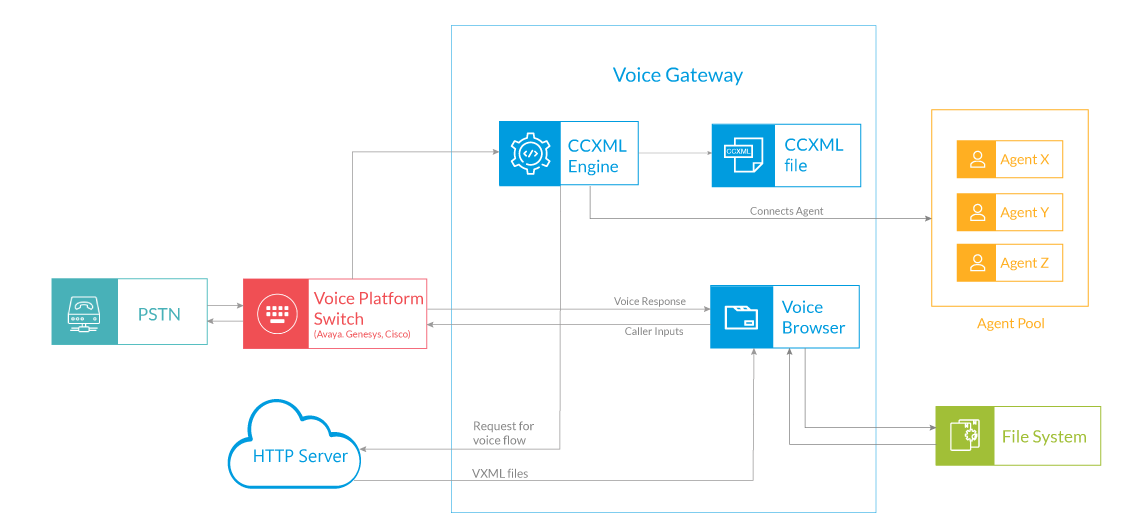 Voice Gateway
CCXML
Engine
CCXML
CCXML
file
Agent X
Connects Agent
Agent Y
Agent Z
Agent Pool
PSTN
Voice Platform
Switch
(Avaya. Genesys, Cisco)
Voice Response
Caller Inputs
Voice
Browser
Request for
voice flow
HTTP Server
VXML files
File System